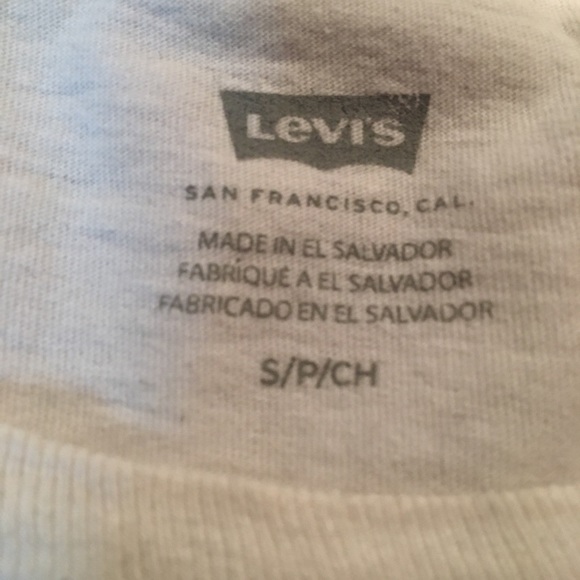 Levi's
SAN FRANCISCO, CAL.
MADE IN EL SALVADOR
FABRIQUÉ A EL SALVADOR
FABRICADO EN EL SALVADOR
S/P/CH